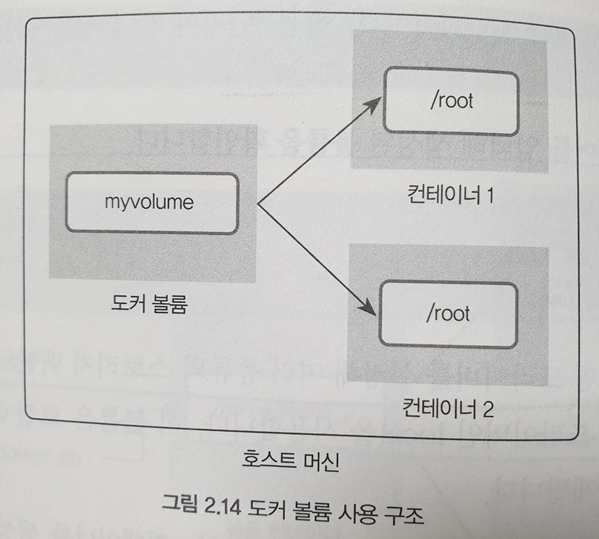 /root
컨테이너 1
myvolume
도커 볼륨
/root
컨테이너 2
호스트 머신
그림 2.14 도커 볼륨 사용 구조